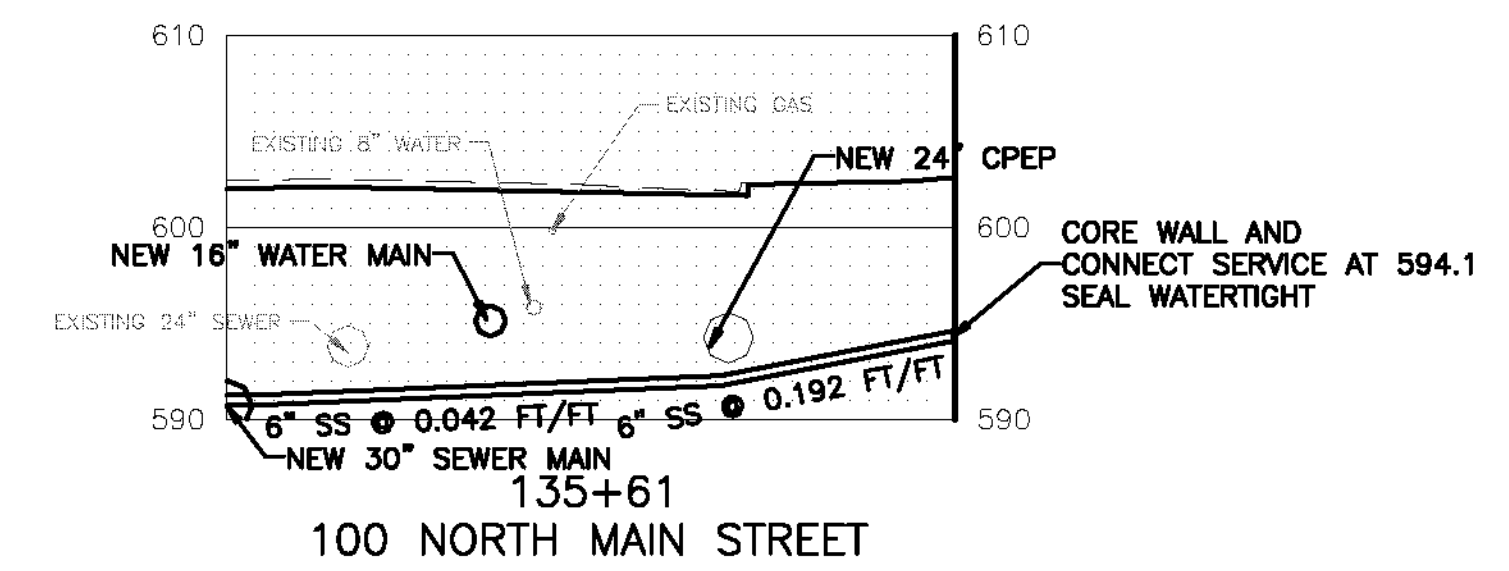 610
610
EXISTING GAS
EXISTING 8" WATER
NEW 24" CPEP
600
600
NEW 16" WATER MAIN
CORE WALL AND
CONNECT SERVICE AT 594.1
SEAL WATERTIGHT
EXISTING 24" SEWER
590
6" SS @ 0.042 FT/FT
6" SS @ 0.192 FT/FT
590
NEW 30" SEWER MAIN
135+61
100 NORTH MAIN STREET